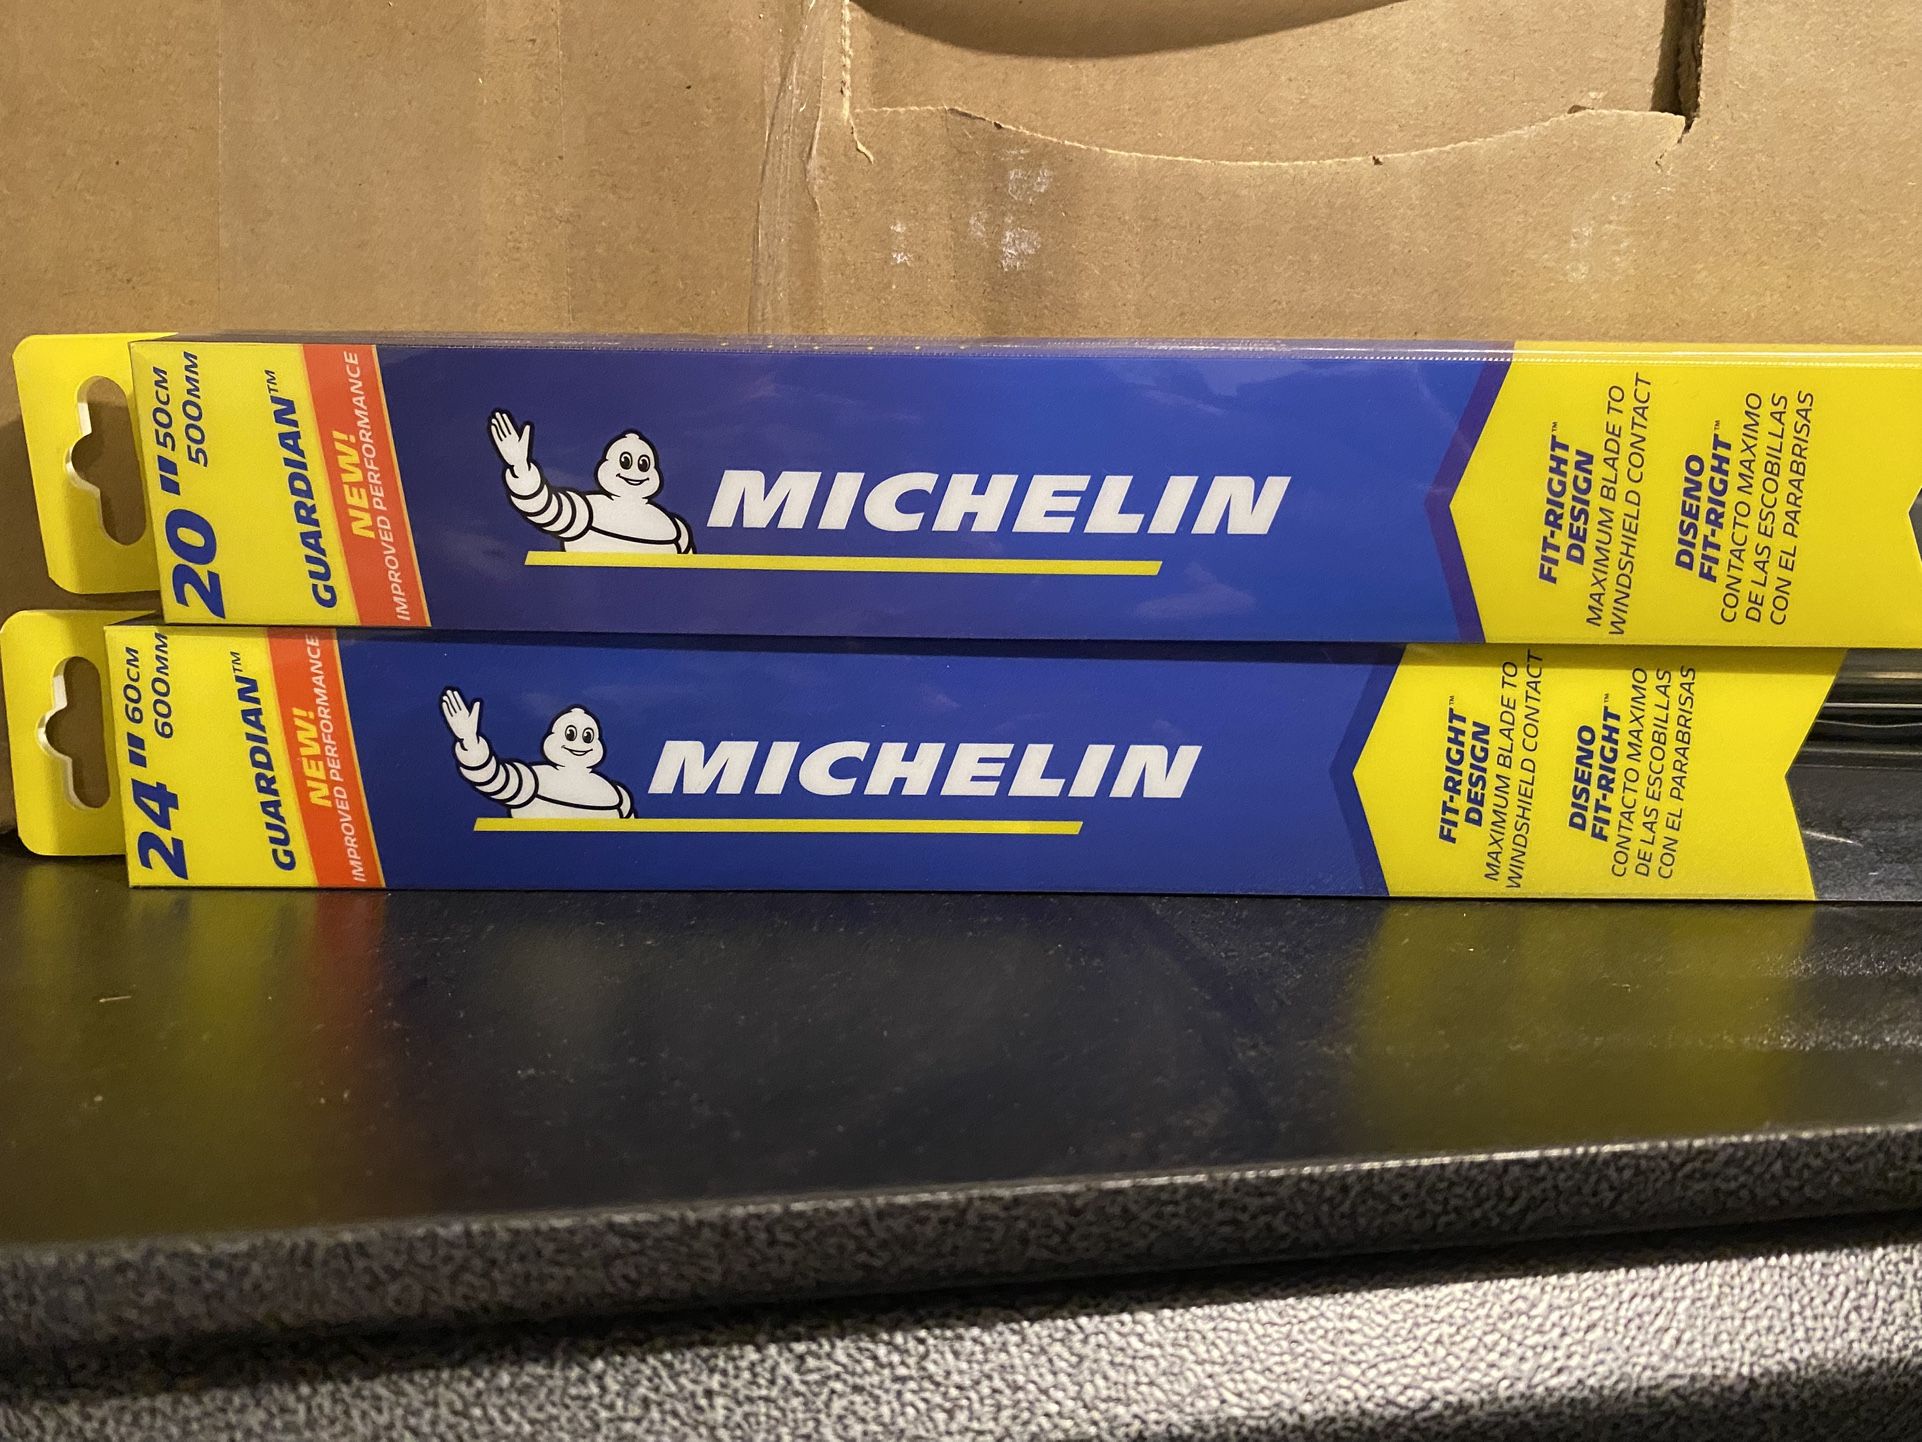 20" 50CM
500MM
GUARDIAN™
NEW!
IMPROVED PERFORMANCE
MICHELIN
FIT-RIGHT™
DESIGN
MAXIMUM BLADE TO
WINDSHIELD CONTACT
DISENO
FIT-RIGHT™
CONTACTO MAXIMO
DE LAS ESCOBILLAS
CON EL PARABRISAS
24" 60CM
600MM
GUARDIAN™
NEW!
IMPROVED PERFORMANCE
MICHELIN
FIT-RIGHT™
DESIGN
MAXIMUM BLADE TO
WINDSHIELD CONTACT
DISENO
FIT-RIGHT™
CONTACTO MAXIMO
DE LAS ESCOBILLAS
CON EL PARABRISAS